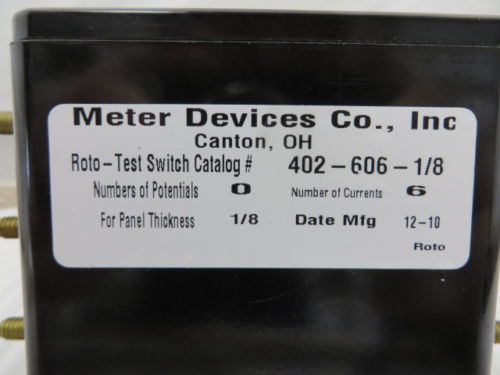 Meter Devices Co., Inc
Canton, OH
Roto-Test Switch Catalog # 402-606-1/8
Numbers of Potentials 0 Number of Currents 6
For Panel Thickness 1/8 Date Mfg 12-10
Roto